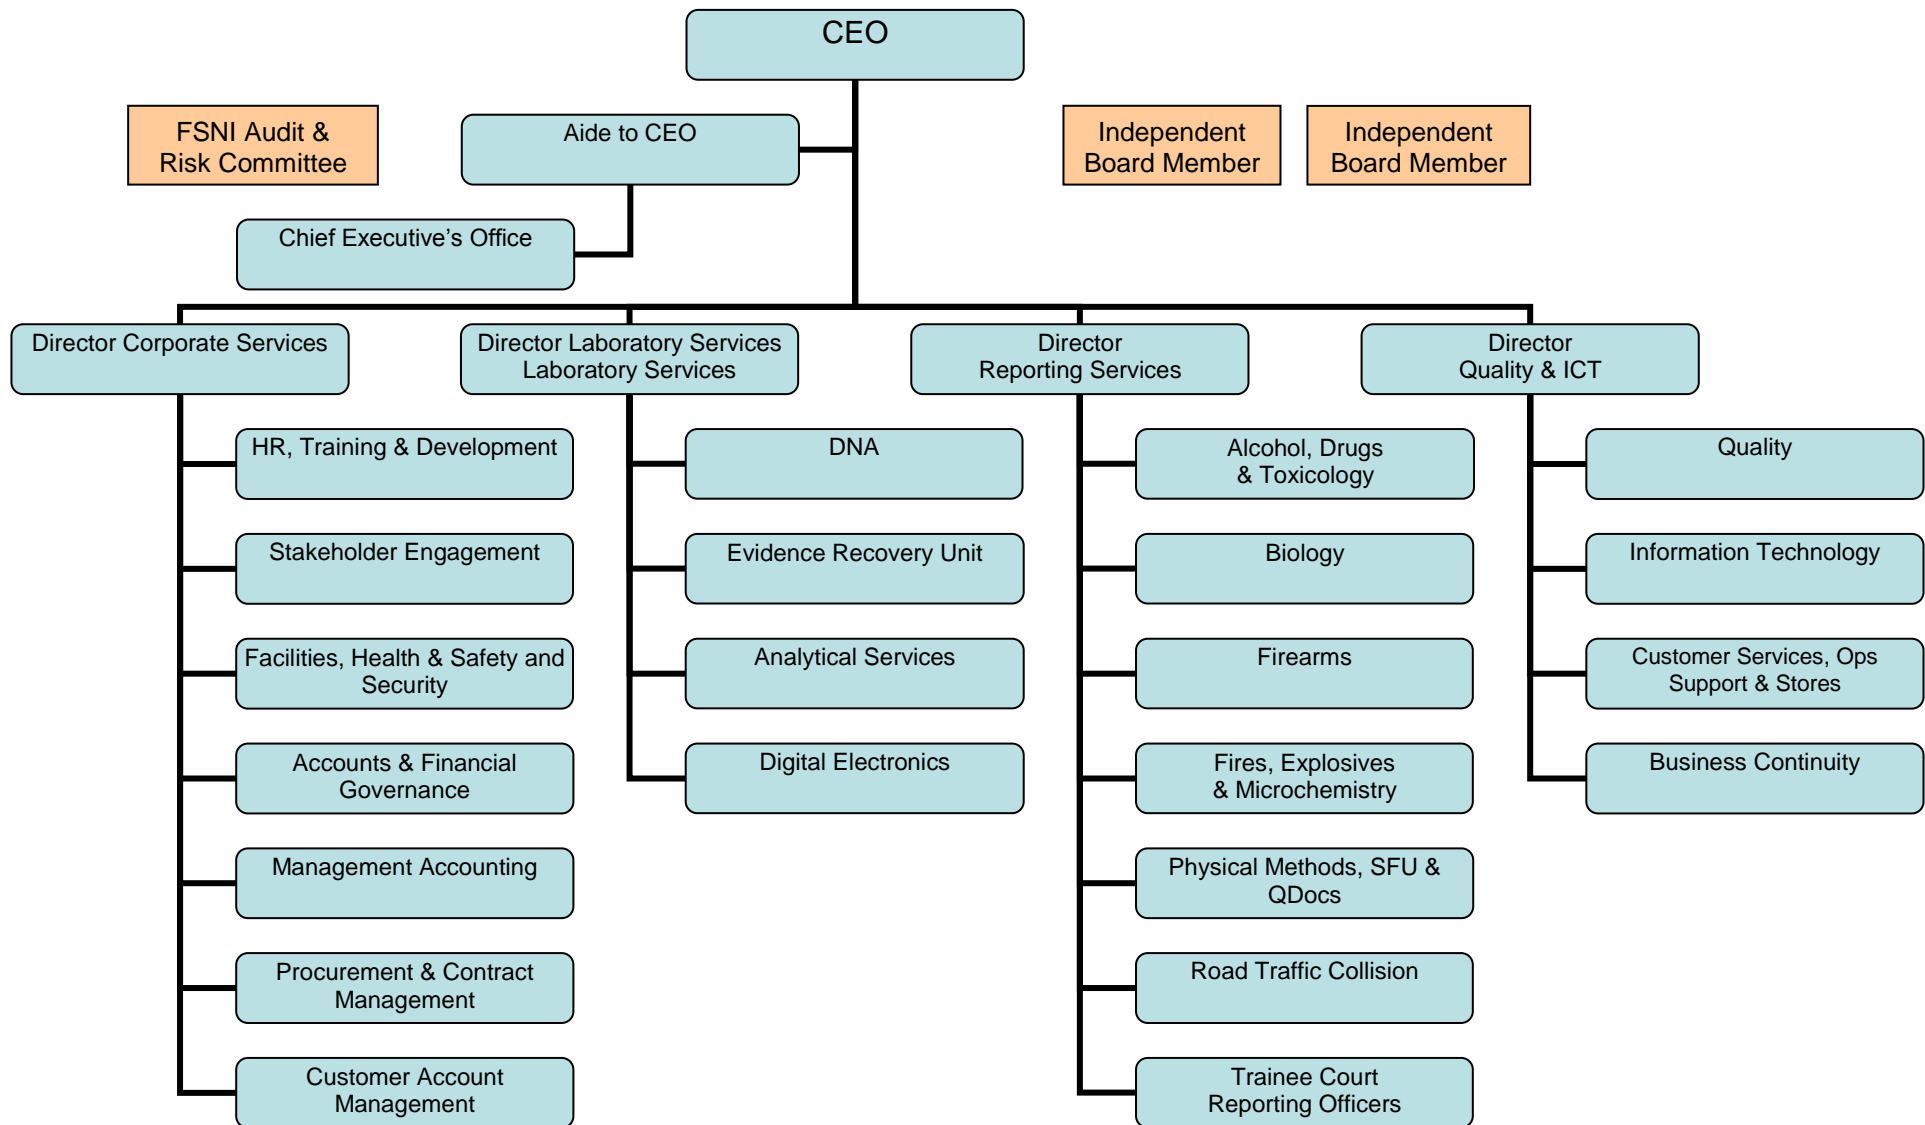 CEO
FSNI Audit &
Risk Committee
Aide to CEO
Independent
Board Member
Independent
Board Member
Chief Executive’s Office
Director Corporate Services
Director Laboratory Services
Laboratory Services
Director
Reporting Services
Director
Quality & ICT
HR, Training & Development
DNA
Alcohol, Drugs
& Toxicology
Quality
Stakeholder Engagement
Evidence Recovery Unit
Biology
Information Technology
Facilities, Health & Safety and
Security
Analytical Services
Firearms
Customer Services, Ops
Support & Stores
Accounts & Financial
Governance
Digital Electronics
Fires, Explosives
& Microchemistry
Business Continuity
Management Accounting
Physical Methods, SFU &
QDocs
Procurement & Contract
Management
Road Traffic Collision
Customer Account
Management
Trainee Court
Reporting Officers